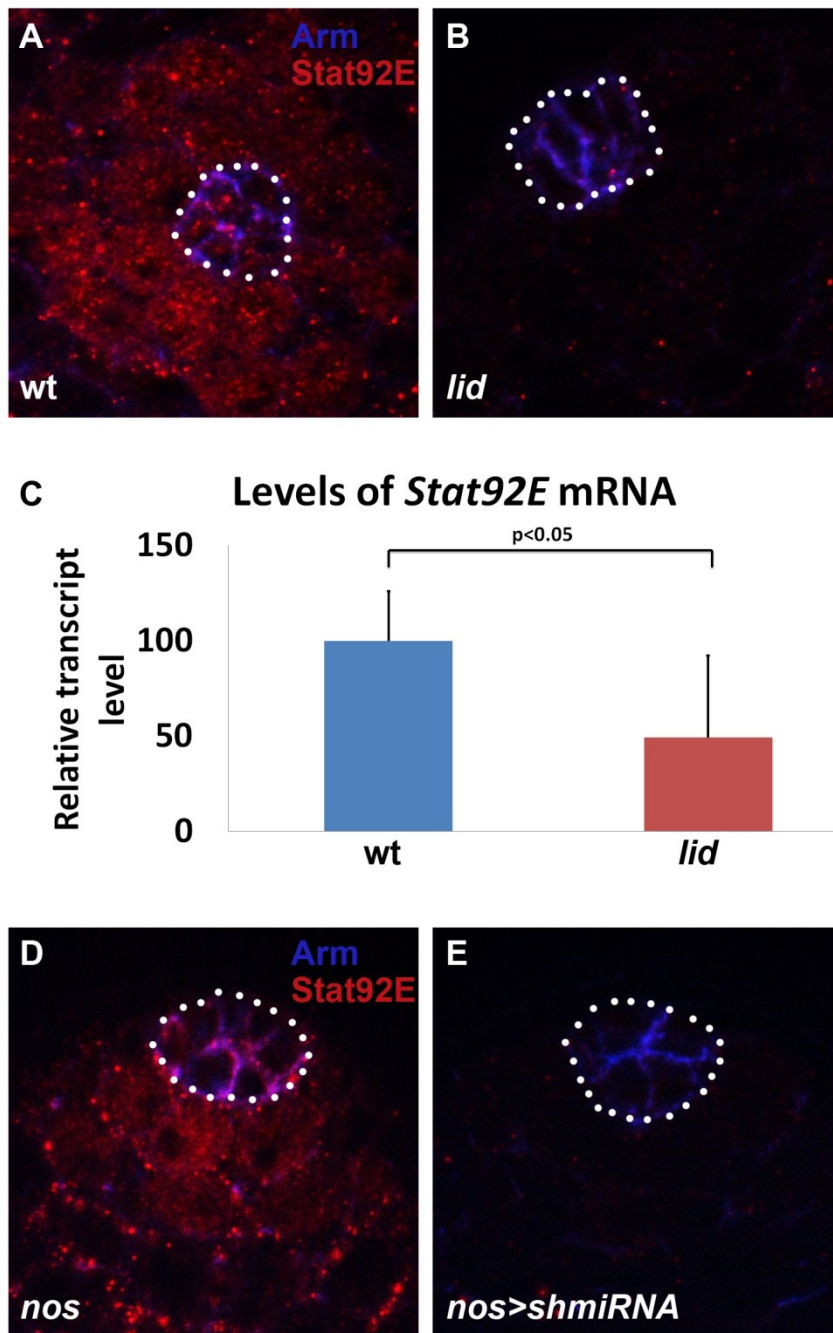 A
Arm
Stat92E
wt
B
lid
C
Levels of Stat92E mRNA
Relative transcript
level
150
100
50
0
p<0.05
wt
lid
D
Arm
Stat92E
nos
E
nos>shmiRNA